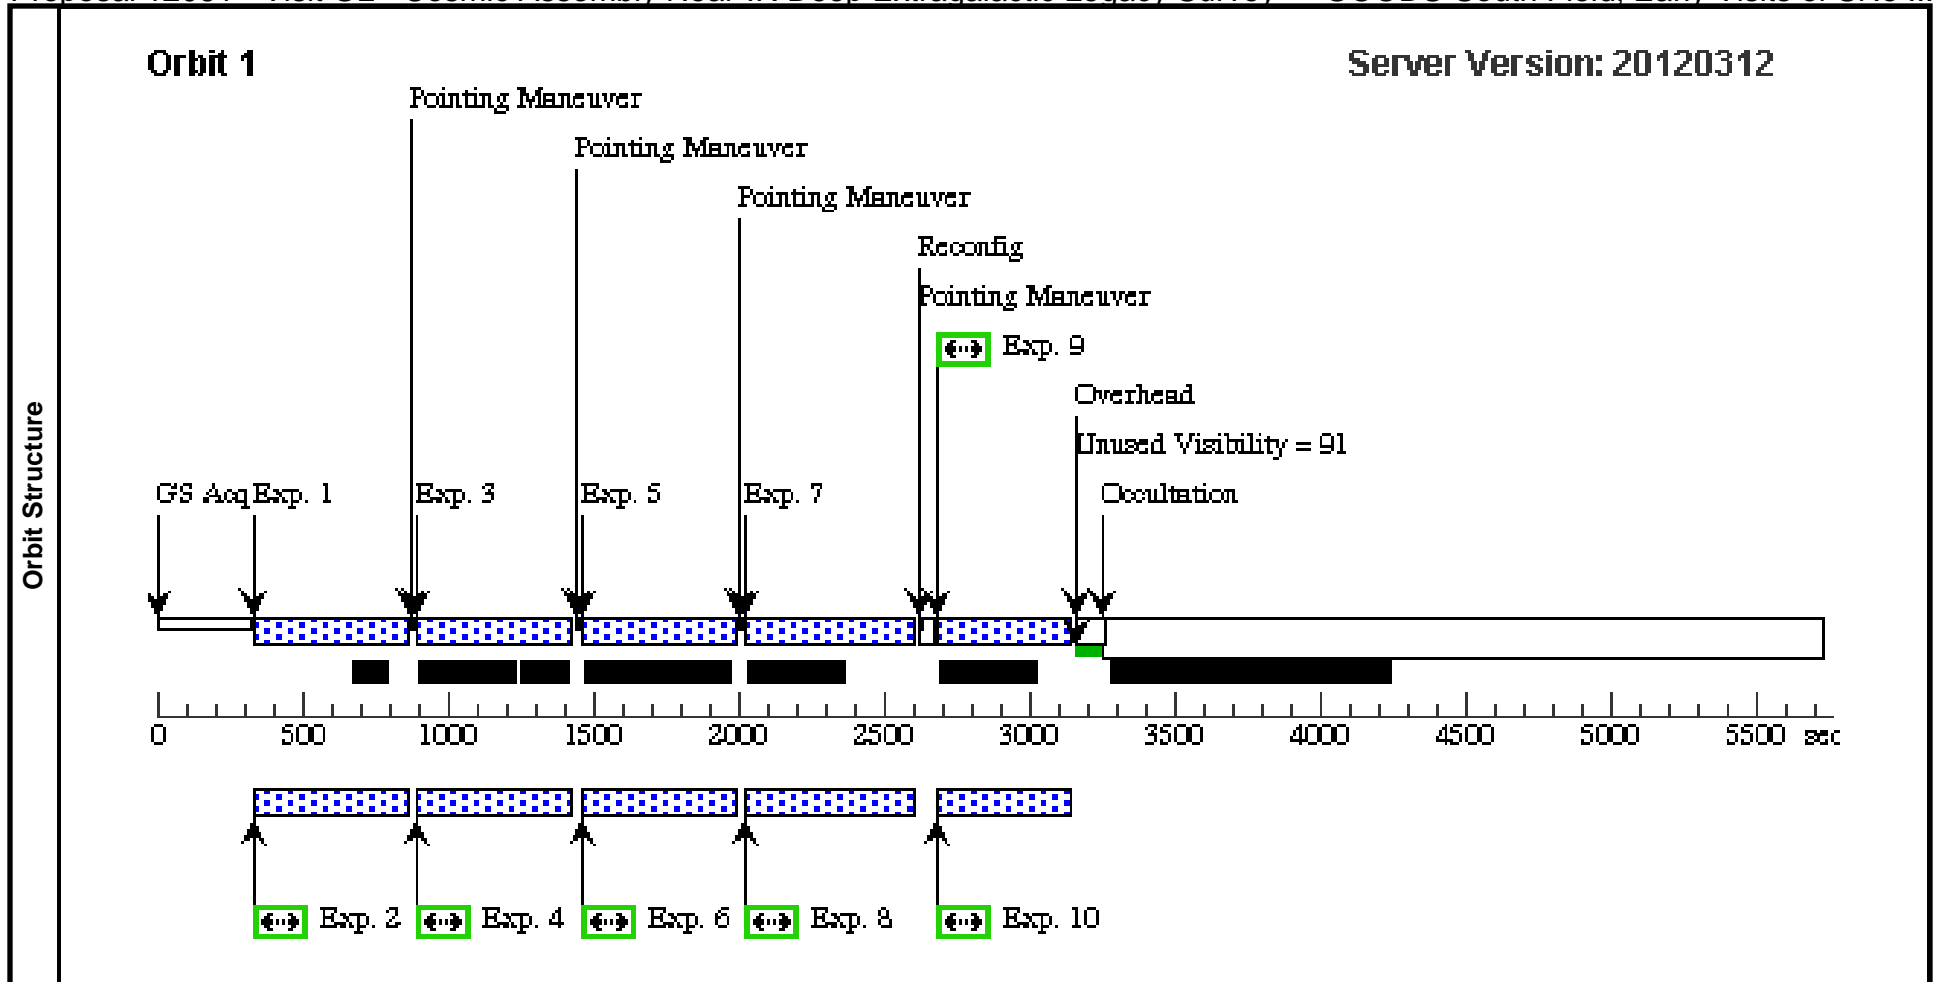 Orbit Structure
Orbit 1
Server Version: 20120312
Pointing Maneuver
Pointing Maneuver
Pointing Maneuver
Reconfig
Pointing Maneuver
Exp. 9
Overhead
Unused Visibility = 91
GS Acq Exp. 1 Exp. 3 Exp. 5 Exp. 7 Occultation
0 500 1000 1500 2000 2500 3000 3500 4000 4500 5000 5500 sec
Exp. 2 Exp. 4 Exp. 6 Exp. 8 Exp. 10